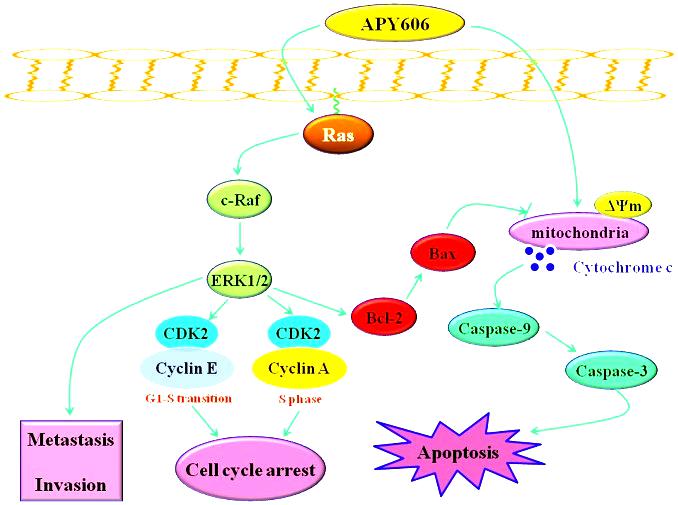 APY606
Ras
c-Raf
ΔΨm
mitochondria
Bax
Cytochrome c
ERK1/2
Bcl-2
Caspase-9
CDK2
CDK2
Cyclin E
Cyclin A
Caspase-3
G1-S transition
S phase
Metastasis
Invasion
Cell cycle arrest
Apoptosis